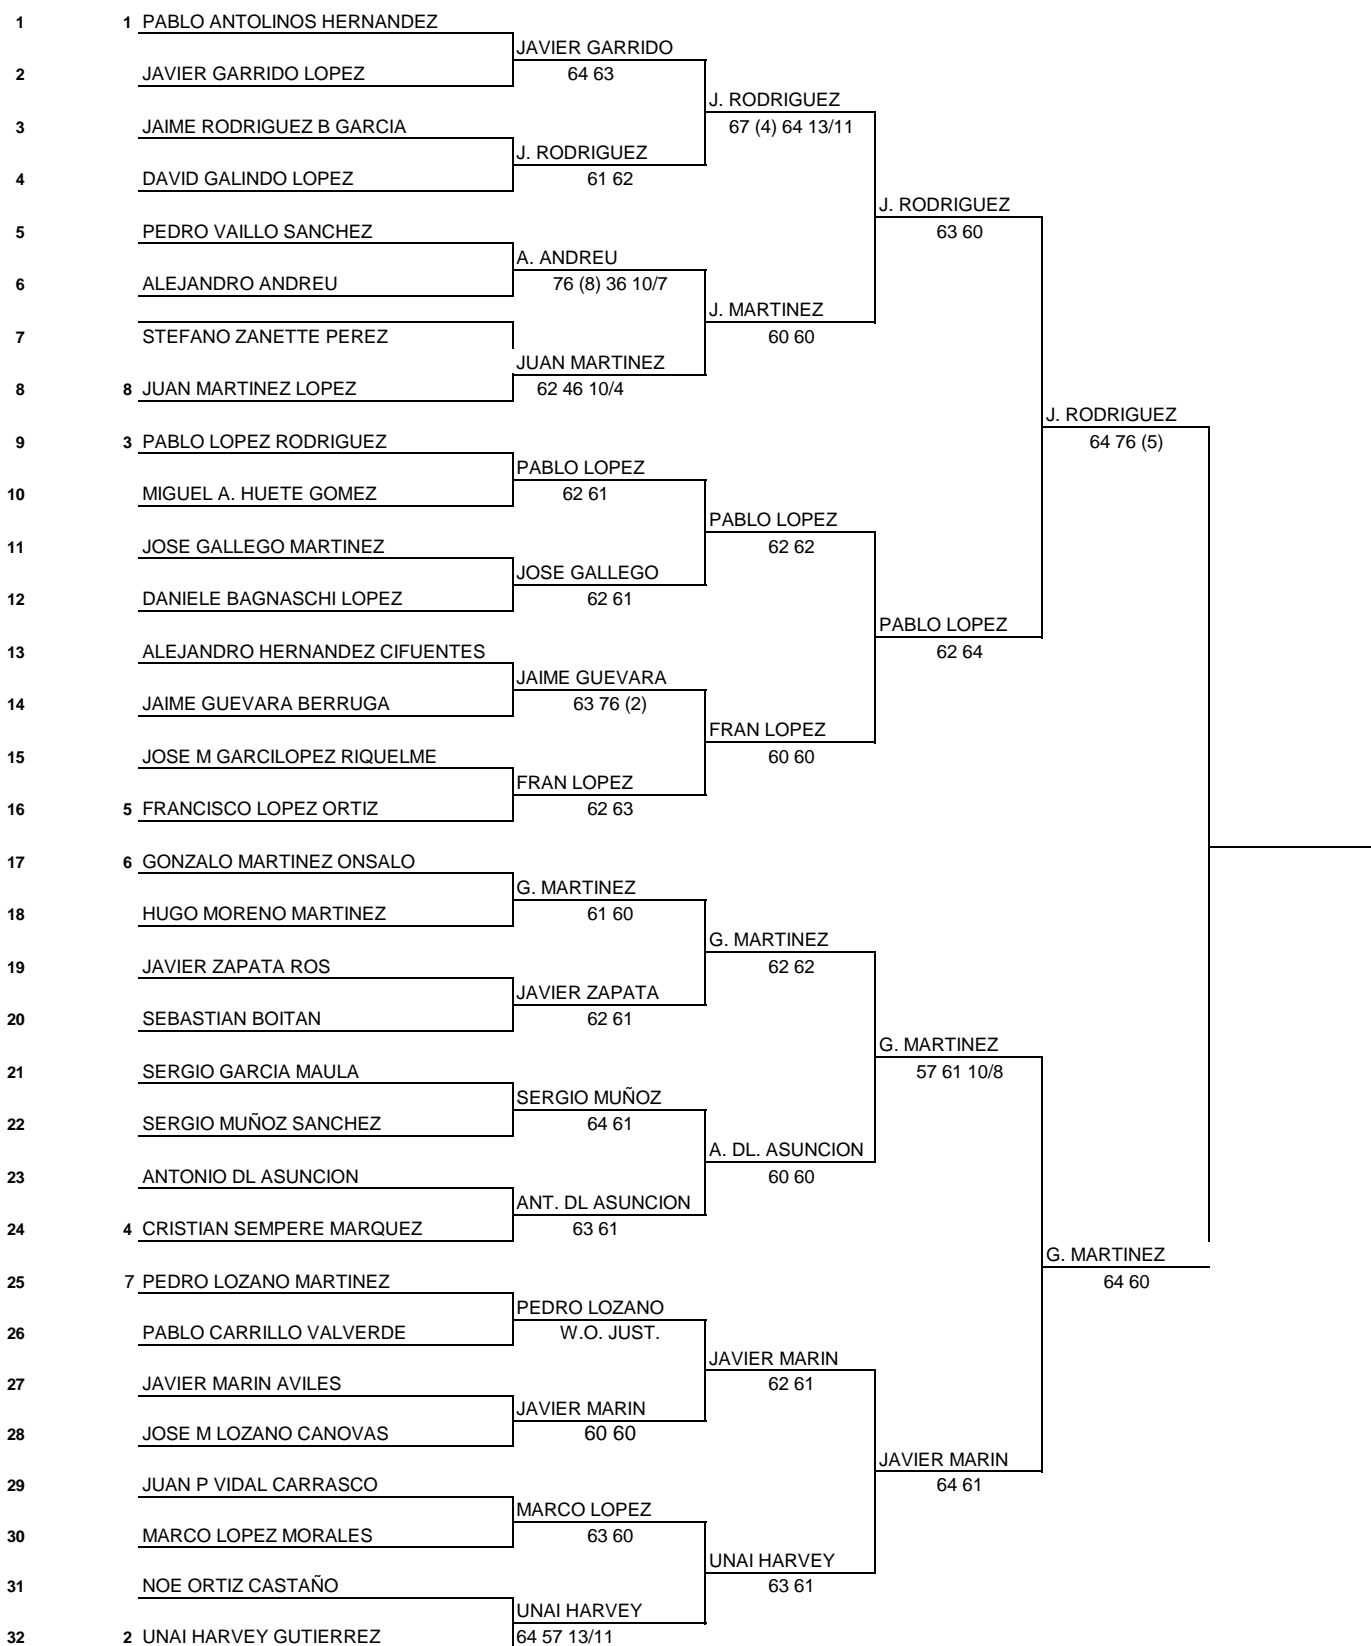 1 1 PABLO ANTOLINOS HERNANDEZ
JAVIER GARRIDO
2 JAVIER GARRIDO LOPEZ 64 63
J. RODRIGUEZ
3 JAIME RODRIGUEZ B GARCIA 67 (4) 64 13/11
J. RODRIGUEZ
4 DAVID GALINDO LOPEZ 61 62
J. RODRIGUEZ
5 PEDRO VAILLO SANCHEZ 63 60
A. ANDREU
6 ALEJANDRO ANDREU 76 (8) 36 10/7
J. MARTINEZ
7 STEFANO ZANETTE PEREZ 60 60
JUAN MARTINEZ
8 8 JUAN MARTINEZ LOPEZ 62 46 10/4
J. RODRIGUEZ
9 3 PABLO LOPEZ RODRIGUEZ 64 76 (5)
PABLO LOPEZ
10 MIGUEL A. HUETE GOMEZ 62 61
PABLO LOPEZ
11 JOSE GALLEGO MARTINEZ 62 62
JOSE GALLEGO
12 DANIELE BAGNASCHI LOPEZ 62 61
PABLO LOPEZ
13 ALEJANDRO HERNANDEZ CIFUENTES 62 64
JAIME GUEVARA
14 JAIME GUEVARA BERRUGA 63 76 (2)
FRAN LOPEZ
15 JOSE M GARCILOPEZ RIQUELME 60 60
FRAN LOPEZ
16 5 FRANCISCO LOPEZ ORTIZ 62 63
17 6 GONZALO MARTINEZ ONSALO
G. MARTINEZ
18 HUGO MORENO MARTINEZ 61 60
G. MARTINEZ
19 JAVIER ZAPATA ROS 62 62
JAVIER ZAPATA
20 SEBASTIAN BOITAN 62 61
G. MARTINEZ
21 SERGIO GARCIA MAULA 57 61 10/8
SERGIO MUÑOZ
22 SERGIO MUÑOZ SANCHEZ 64 61
A. DL. ASUNCION
23 ANTONIO DL ASUNCION 60 60
ANT. DL ASUNCION
24 4 CRISTIAN SEMPERE MARQUEZ 63 61
G. MARTINEZ
25 7 PEDRO LOZANO MARTINEZ 64 60
PEDRO LOZANO
26 PABLO CARRILLO VALVERDE W.O. JUST.
JAVIER MARIN
27 JAVIER MARIN AVILES 62 61
JAVIER MARIN
28 JOSE M LOZANO CANOVAS 60 60
JAVIER MARIN
29 JUAN P VIDAL CARRASCO 64 61
MARCO LOPEZ
30 MARCO LOPEZ MORALES 63 60
UNAI HARVEY
31 NOE ORTIZ CASTAÑO 63 61
UNAI HARVEY
32 2 UNAI HARVEY GUTIERREZ 64 57 13/11